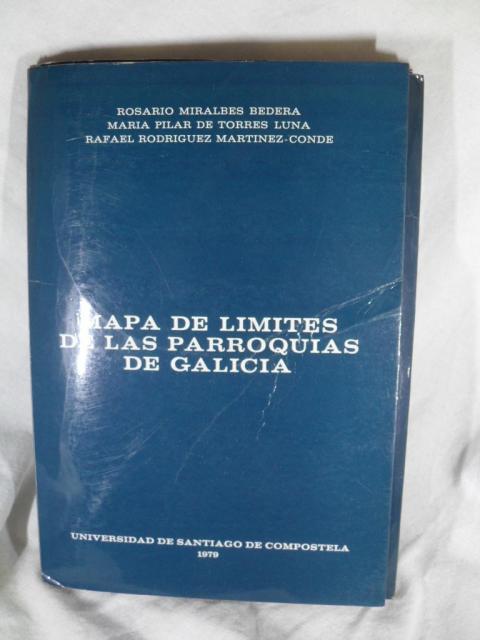 ROSARIO MIRALBES BEDERA
MARIA PILAR DE TORRES LUNA
RAFAEL RODRIGUEZ MARTINEZ-CONDE
MAPA DE LIMITES
DE LAS PARROQUIAS
DE GALICIA
UNIVERSIDAD DE SANTIAGO DE COMPOSTELA
1979